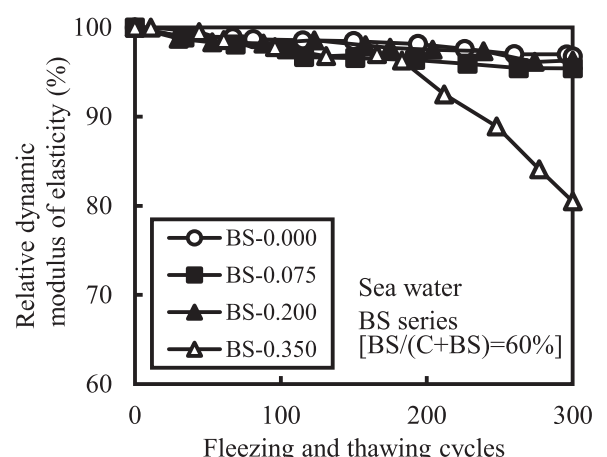 Relative dynamic
modulus of elasticity (%)
100
90
80
70
60
BS-0.000
BS-0.075
BS-0.200
BS-0.350
Sea water
BS series
[BS/(C+BS)=60%]
0
100
200
300
Fleezing and thawing cycles